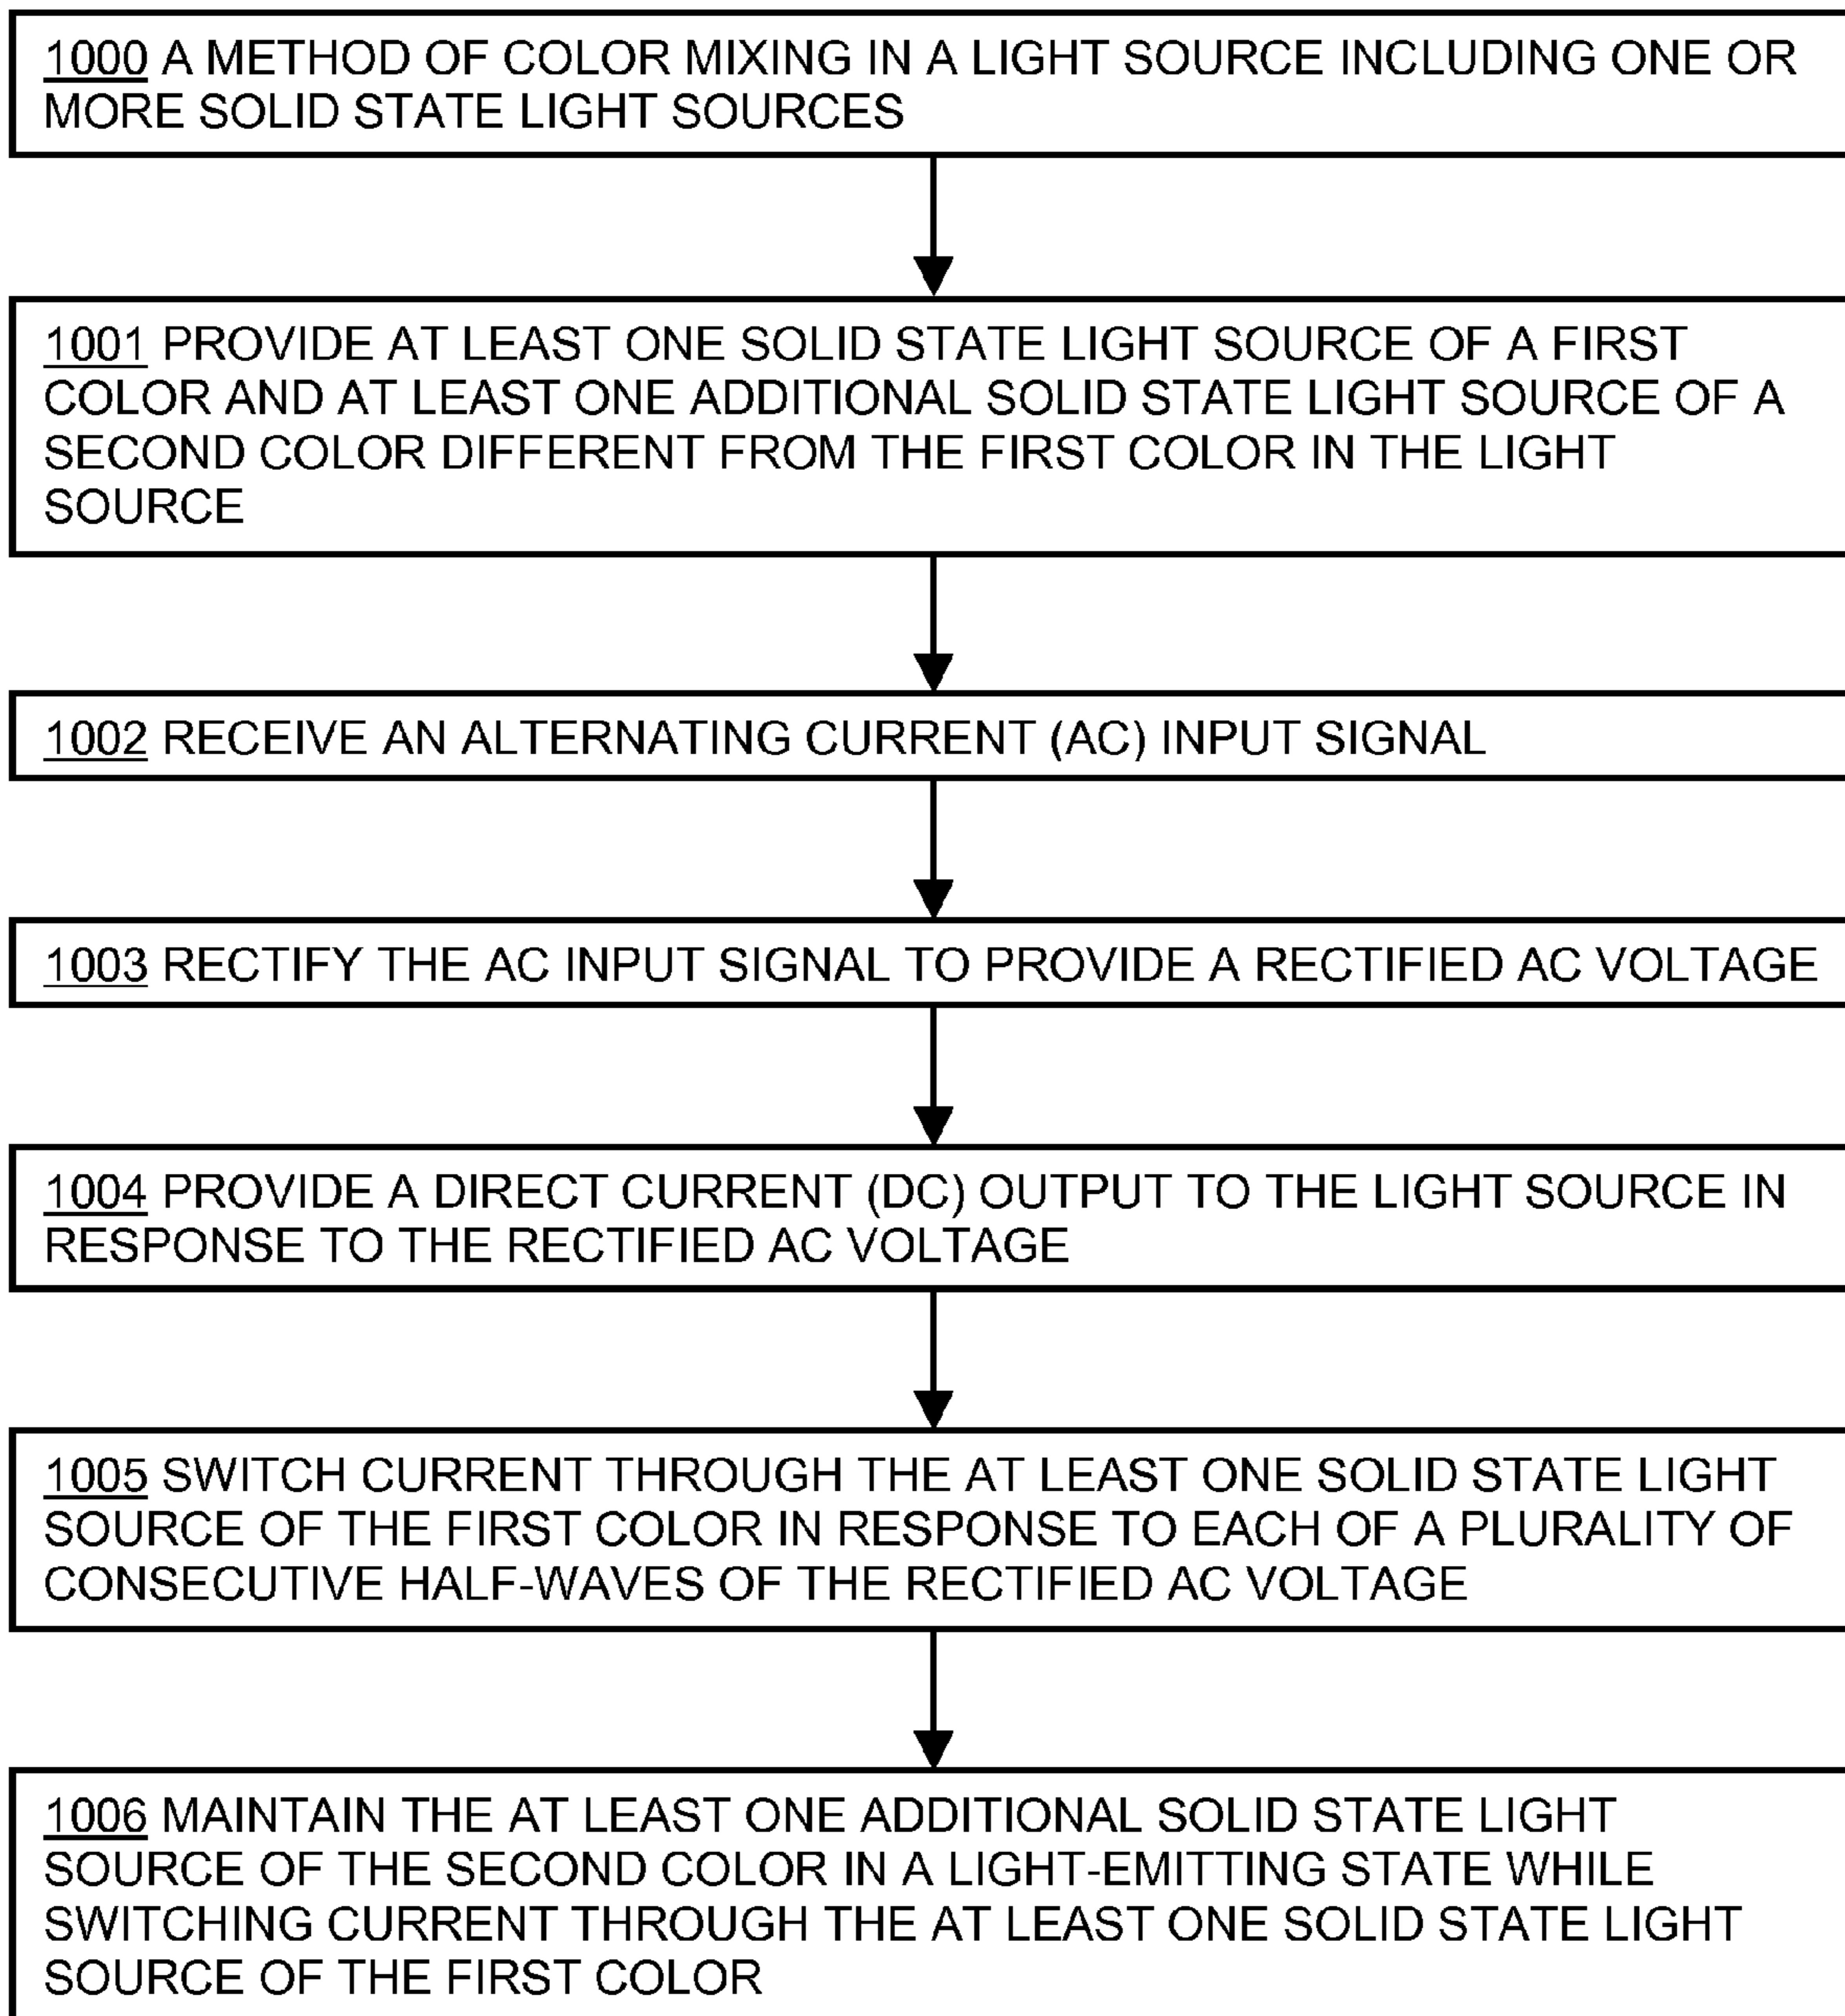 1000 A METHOD OF COLOR MIXING IN A LIGHT SOURCE INCLUDING ONE OR
MORE SOLID STATE LIGHT SOURCES
1001 PROVIDE AT LEAST ONE SOLID STATE LIGHT SOURCE OF A FIRST
COLOR AND AT LEAST ONE ADDITIONAL SOLID STATE LIGHT SOURCE OF A
SECOND COLOR DIFFERENT FROM THE FIRST COLOR IN THE LIGHT
SOURCE
1002 RECEIVE AN ALTERNATING CURRENT (AC) INPUT SIGNAL
1003 RECTIFY THE AC INPUT SIGNAL TO PROVIDE A RECTIFIED AC VOLTAGE
1004 PROVIDE A DIRECT CURRENT (DC) OUTPUT TO THE LIGHT SOURCE IN
RESPONSE TO THE RECTIFIED AC VOLTAGE
1005 SWITCH CURRENT THROUGH THE AT LEAST ONE SOLID STATE LIGHT
SOURCE OF THE FIRST COLOR IN RESPONSE TO EACH OF A PLURALITY OF
CONSECUTIVE HALF-WAVES OF THE RECTIFIED AC VOLTAGE
1006 MAINTAIN THE AT LEAST ONE ADDITIONAL SOLID STATE LIGHT
SOURCE OF THE SECOND COLOR IN A LIGHT-EMITTING STATE WHILE
SWITCHING CURRENT THROUGH THE AT LEAST ONE SOLID STATE LIGHT
SOURCE OF THE FIRST COLOR